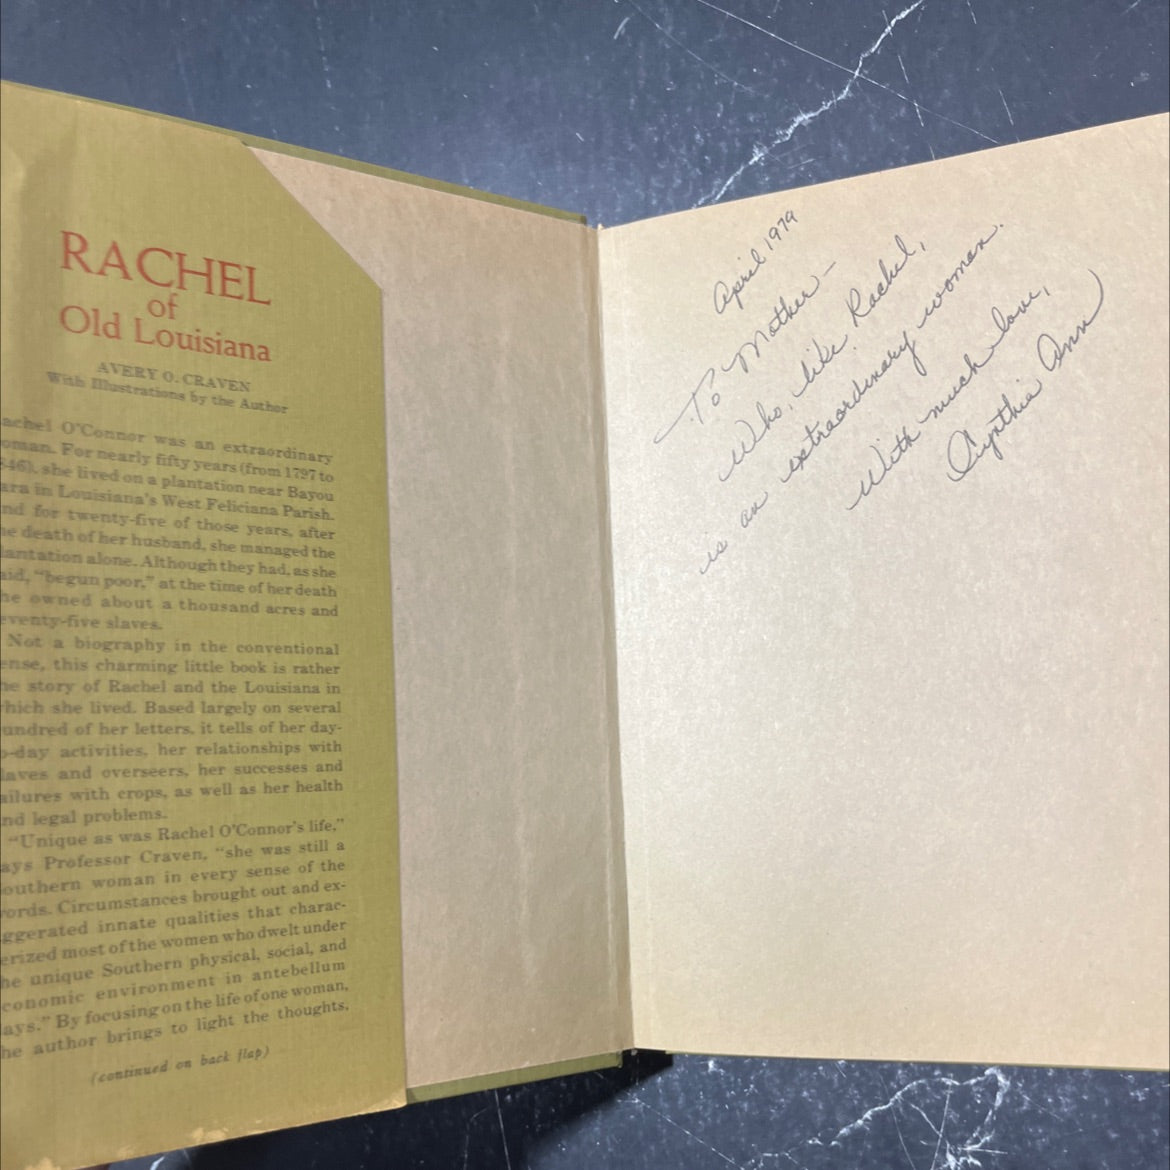 RACHEL
of
Old Louisiana
AVERY O. CRAVEN
With Illustrations by the Author
achel O'Connor was an extraordinary
oman. For nearly fifty years (from 1797 to
846), she lived on a plantation near Bayou
ara in Louisiana's West Feliciana Parish.
nd for twenty-five of those years, after
he death of her husband, she managed the
lantation alone. Although they had, as she
aid, "begun poor," at the time of her death
he owned about a thousand acres and
eventy-five slaves.
Not a biography in the conventional
ense, this charming little book is rather
he story of Rachel and the Louisiana in
hich she lived. Based largely on several
undred of her letters, it tells of her day-
o-day activities, her relationships with
laves and overseers, her successes and
ailures with crops, as well as her health
nd legal problems.
"Unique as was Rachel O'Connor's life,"
ays Professor Craven, "she was still a
outhern woman in every sense of the
ords. Circumstances brought out and ex-
ggerated innate qualities that charac-
erized most of the women who dwelt under
he unique Southern physical, social, and
conomic environment in antebellum
ays." By focusing on the life of one woman,
he author brings to light the thoughts,
(continued on back flap)
April 1979
To Mother -
Who, like Rachel,
is an extraordinary woman.
With much love,
Cynthia Ann